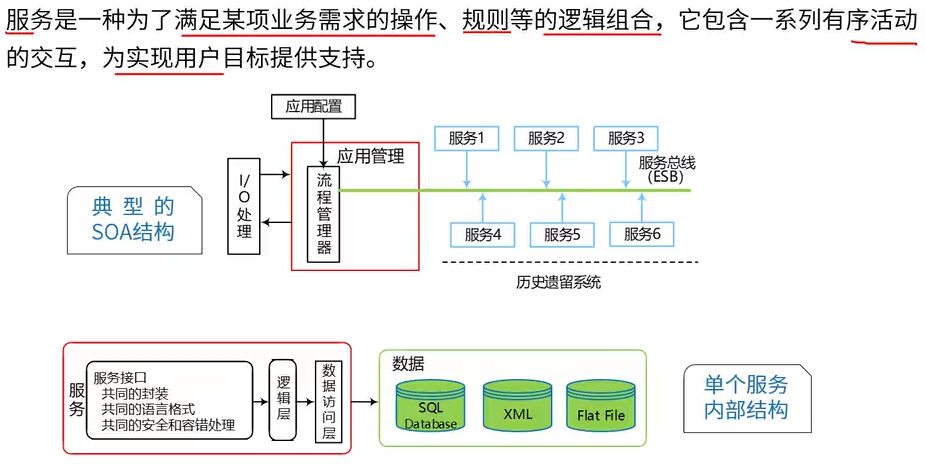 服务是一种为了满足某项业务需求的操作、规则等的逻辑组合，它包含一系列有序活动
的交互，为实现用户目标提供支持。
应用配置
应用管理
流程管理器
I/O处理
服务1
服务2
服务3
服务总线
（ESB）
服务4
服务5
服务6
历史遗留系统
典型的
SOA结构
服务
服务接口
共同的封装
共同的语言格式
共同的安全和容错处理
逻辑层
数据访问层
数据
SQL
Database
XML
Flat File
单个服务
内部结构